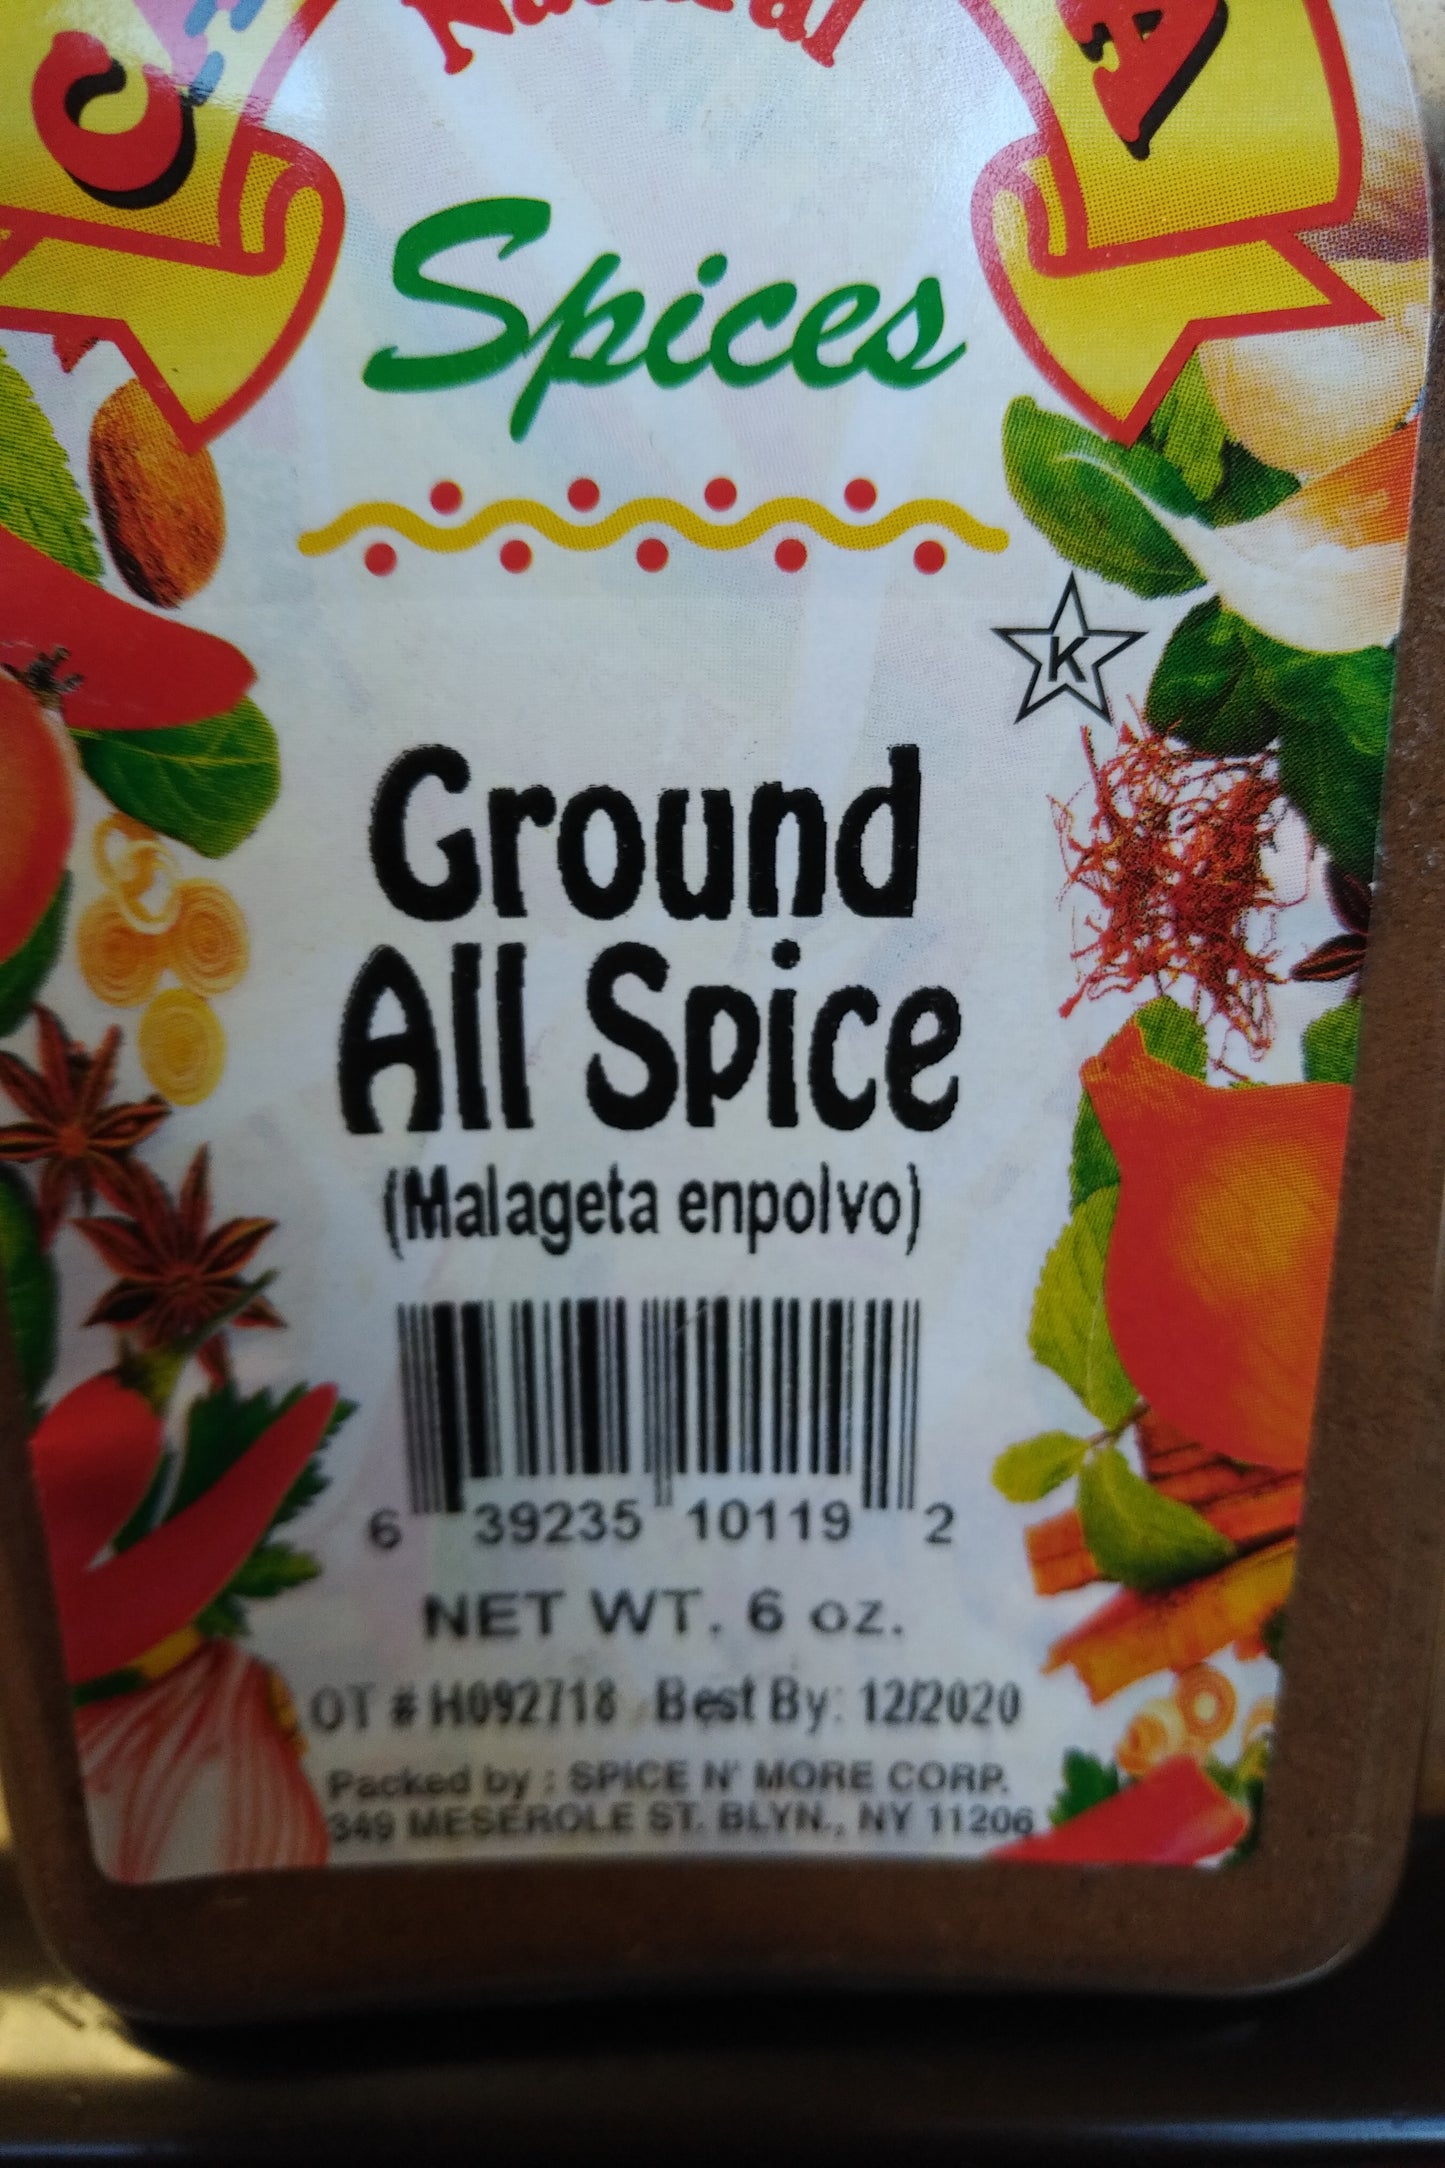 Natural
C A
Spices
K
Ground
All Spice
(Malageta enpolvo)
6 39235 10119 2
NET WT. 6 oz.
OT # H092718 Best By: 12/2020
Packed by : SPICE N' MORE CORP.
349 MESEROLE ST. BLYN., NY 11206